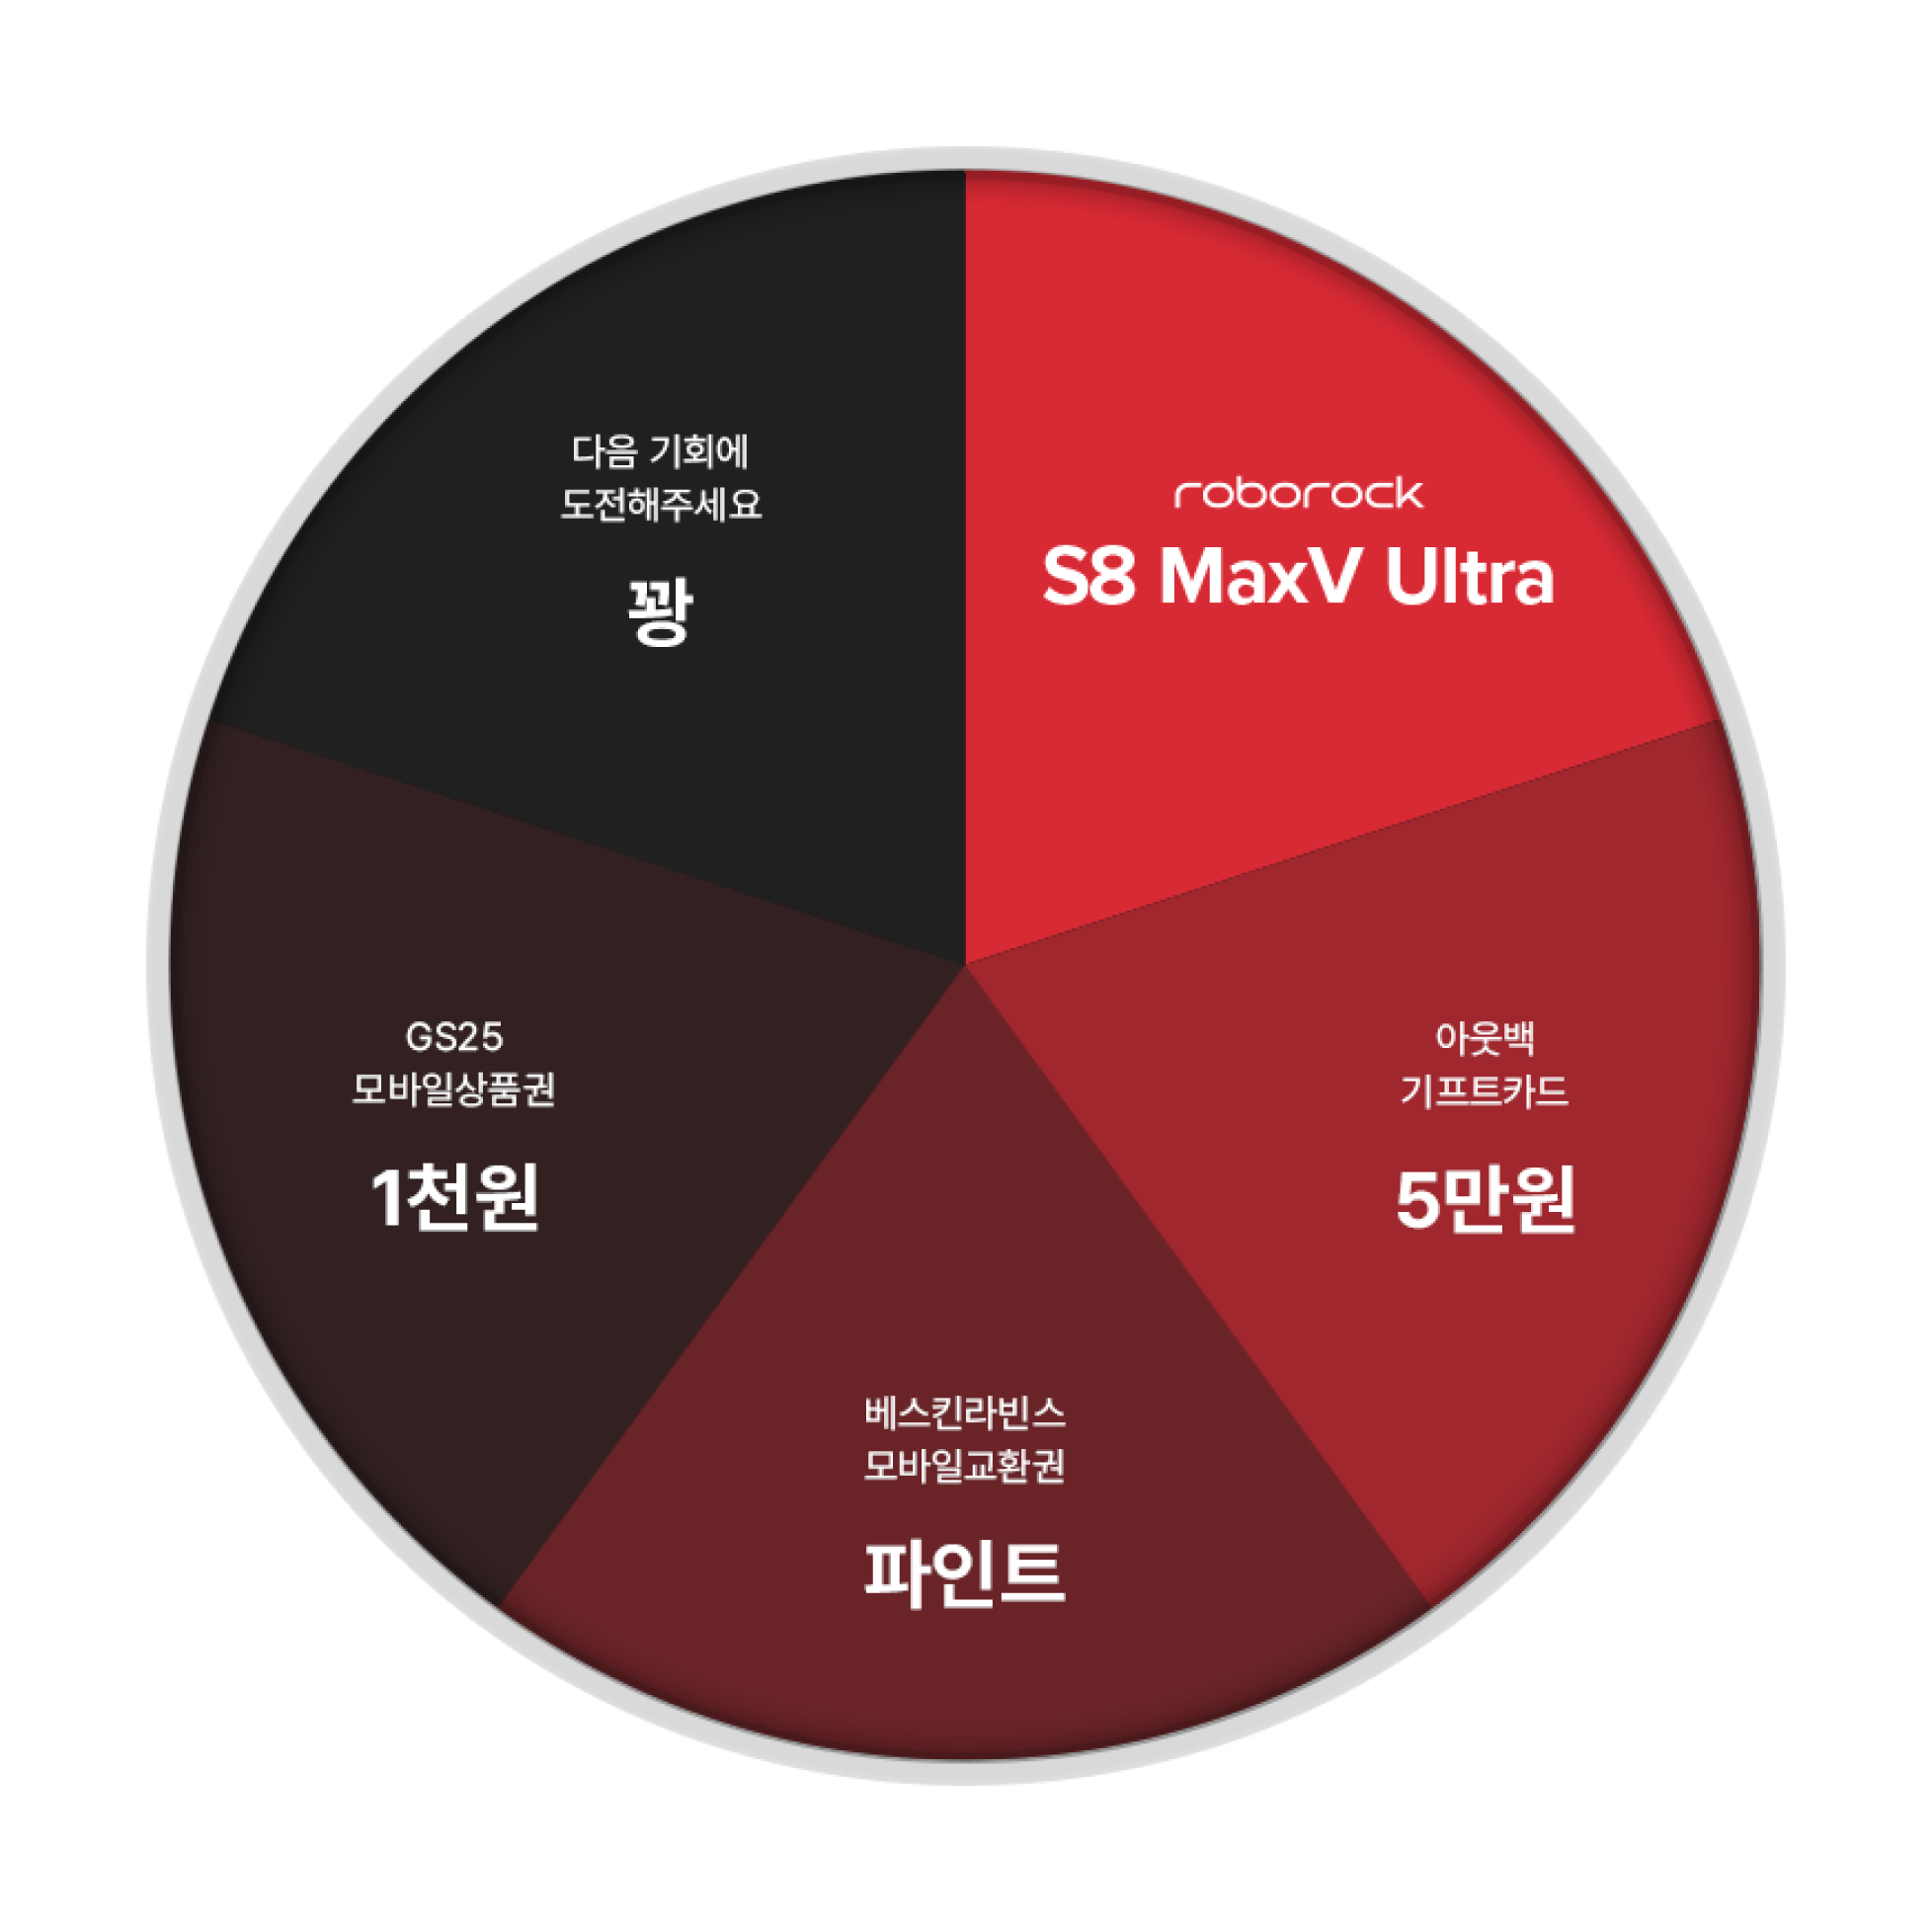 다음 기회에
도전해주세요
꽝
roborock
S8 MaxV Ultra
GS25
모바일상품권
1천원
아웃백
기프트카드
5만원
베스킨라빈스
모바일교환권
파인트